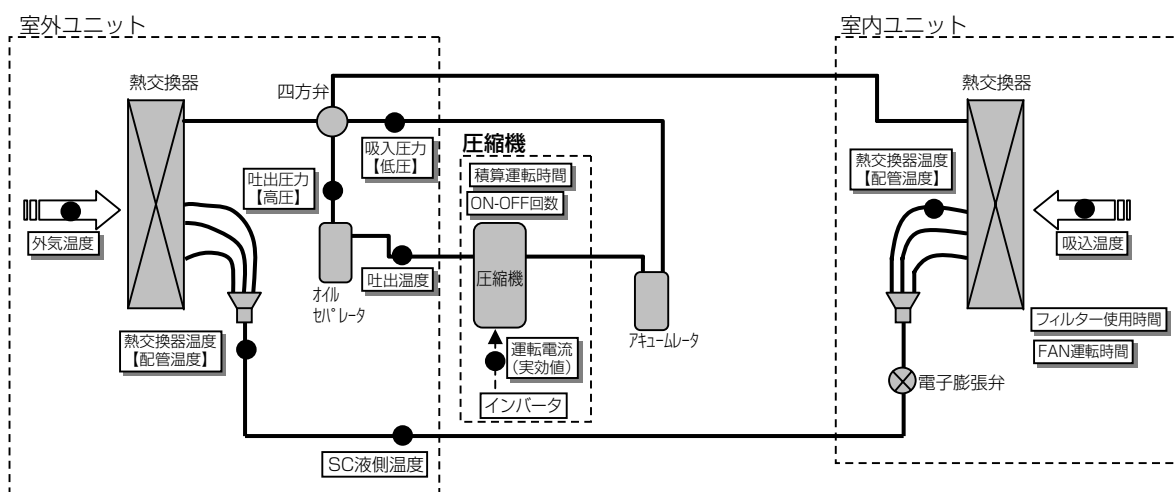 室外ユニット
室内ユニット
熱交換器
四方弁
吸入圧力
【低圧】
吐出圧力
【高圧】
外気温度
オイル
セパレータ
吐出温度
熱交換器温度
【配管温度】
SC液側温度
圧縮機
積算運転時間
ON-OFF回数
圧縮機
運転電流
(実効値)
インバータ
アキュームレータ
熱交換器
熱交換器温度
【配管温度】
吸込温度
フィルター使用時間
FAN運転時間
電子膨張弁